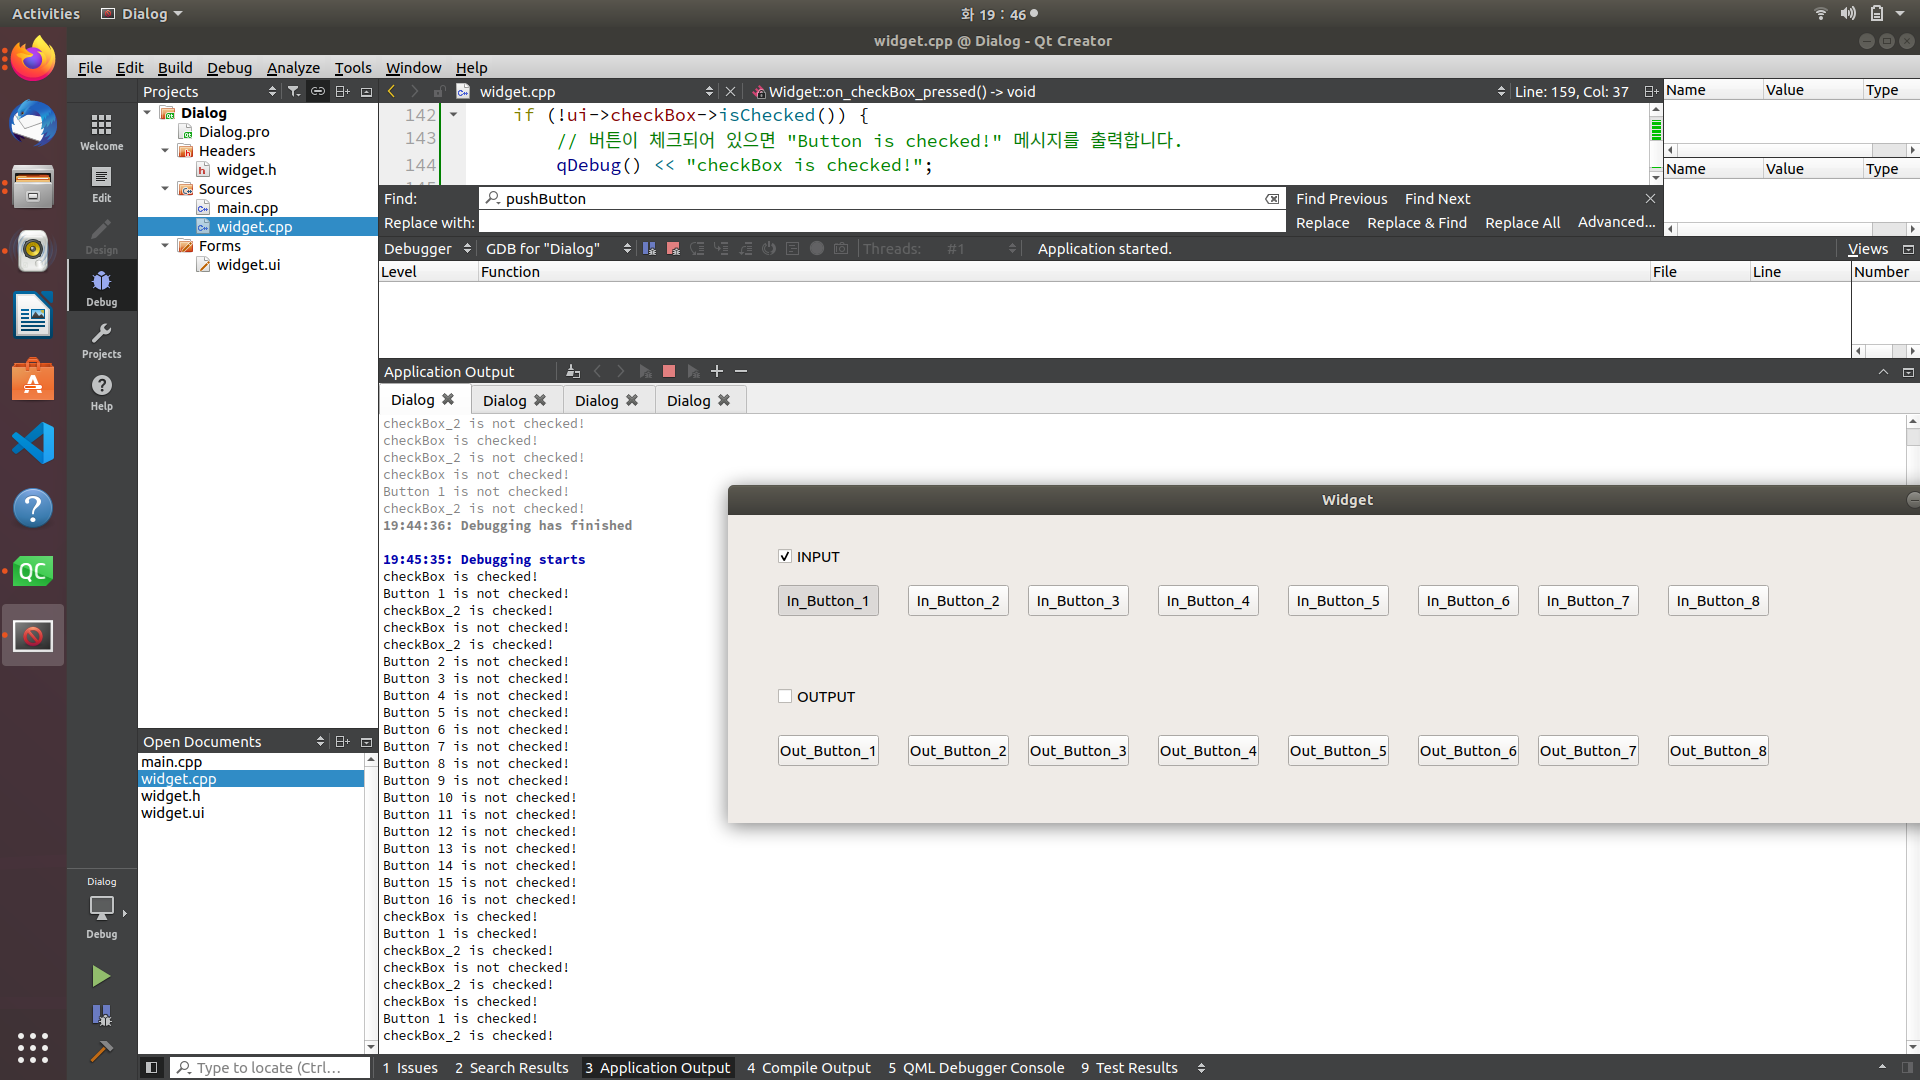 Activities
Dialog
화 19 : 46
widget.cpp @ Dialog - Qt Creator
File Edit Build Debug Analyze Tools Window Help
Projects
widget.cpp
Widget::on_checkBox_pressed() -> void
Line: 159, Col: 37
Name Value Type
Dialog
Dialog.pro
Headers
widget.h
Sources
main.cpp
widget.cpp
Forms
widget.ui
Welcome
Edit
Design
Debug
Projects
Help
142 if (!ui->checkBox->isChecked()) {
143 // 버튼이 체크되어 있으면 "Button is checked!" 메시지를 출력합니다.
144 qDebug() << "checkBox is checked!";
Name Value Type
Find: pushButton
Find Previous Find Next
Replace with:
Replace Replace & Find Replace All Advanced...
Debugger GDB for "Dialog" Threads: #1 Application started. Views
Level Function File Line Number
Application Output
Dialog Dialog Dialog Dialog
checkBox_2 is not checked!
checkBox is checked!
checkBox_2 is not checked!
checkBox is not checked!
Button 1 is not checked!
checkBox_2 is not checked!
19:44:36: Debugging has finished
19:45:35: Debugging starts
checkBox is checked!
Button 1 is not checked!
checkBox_2 is checked!
checkBox is not checked!
checkBox_2 is checked!
Button 2 is not checked!
Button 3 is not checked!
Button 4 is not checked!
Button 5 is not checked!
Button 6 is not checked!
Button 7 is not checked!
Button 8 is not checked!
Button 9 is not checked!
Button 10 is not checked!
Button 11 is not checked!
Button 12 is not checked!
Button 13 is not checked!
Button 14 is not checked!
Button 15 is not checked!
Button 16 is not checked!
checkBox is checked!
Button 1 is checked!
checkBox_2 is checked!
checkBox is not checked!
checkBox_2 is checked!
checkBox is checked!
Button 1 is checked!
checkBox_2 is checked!
Widget
INPUT
In_Button_1 In_Button_2 In_Button_3 In_Button_4 In_Button_5 In_Button_6 In_Button_7 In_Button_8
OUTPUT
Out_Button_1 Out_Button_2 Out_Button_3 Out_Button_4 Out_Button_5 Out_Button_6 Out_Button_7 Out_Button_8
Open Documents
main.cpp
widget.cpp
widget.h
widget.ui
Dialog
Debug
QC
Type to locate (Ctrl...
1 Issues 2 Search Results 3 Application Output 4 Compile Output 5 QML Debugger Console 9 Test Results